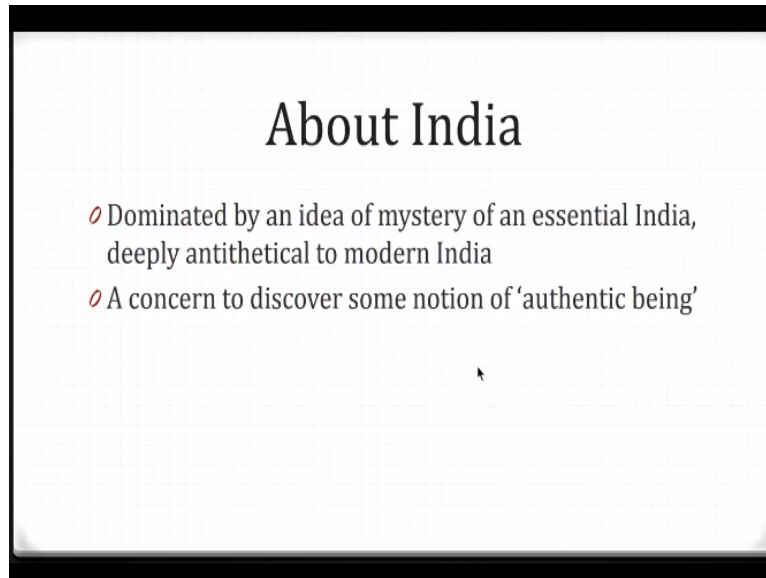 About India
Dominated by an idea of mystery of an essential India,
deeply antithetical to modern India
A concern to discover some notion of ‘authentic being’